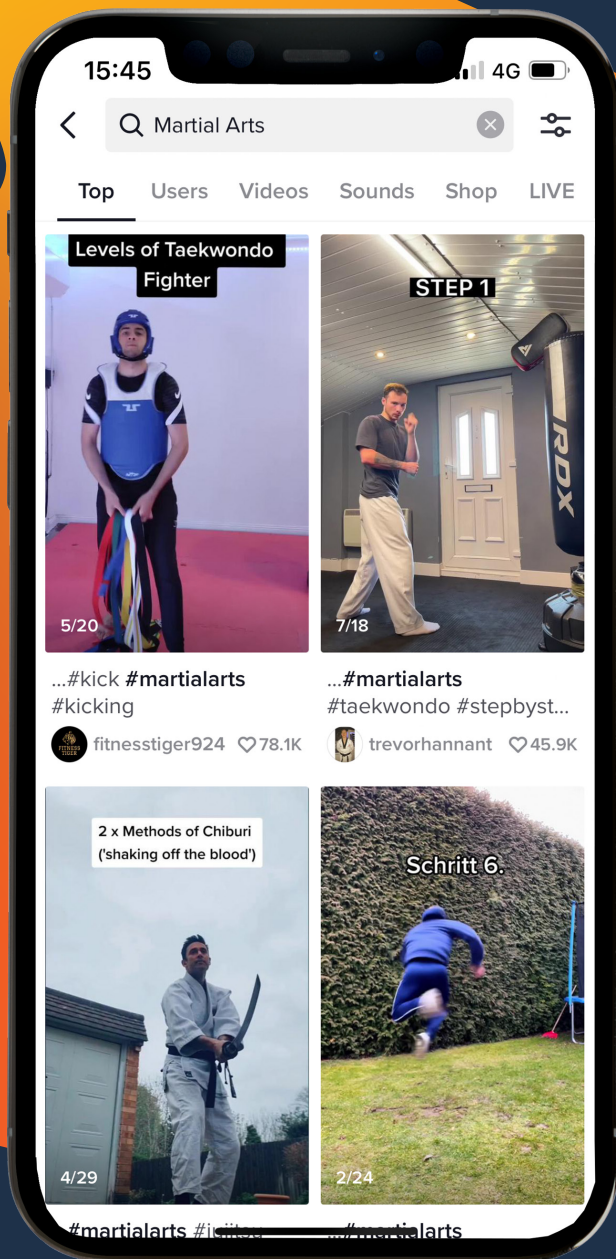 15:45
4G
Martial Arts
Top Users Videos Sounds Shop LIVE
Levels of Taekwondo
Fighter
5/20
...#kick #martialarts
#kicking
FITNESS
TIGER
fitnesstiger924 78.1K
STEP 1
RDX
7/18
...#martialarts
#taekwondo #stepbyst...
trevorhannant 45.9K
2 x Methods of Chiburi
('shaking off the blood')
4/29
Schritt 6.
2/24
#martialarts
...#martialarts